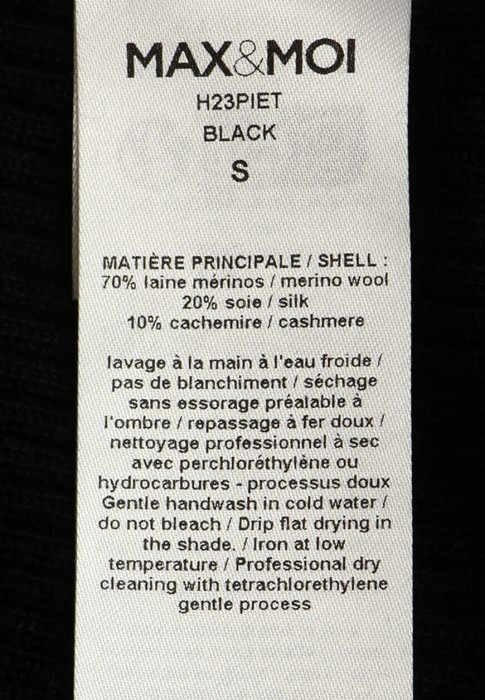 MAX&MOI
H23PIET
BLACK
S
MATIÈRE PRINCIPALE / SHELL :
70% laine mérinos / merino wool
20% soie / silk
10% cachemire / cashmere
lavage à la main à l'eau froide /
pas de blanchiment / séchage
sans essorage préalable à
l'ombre / repassage à fer doux /
nettoyage professionnel à sec
avec perchloréthylène ou
hydrocarbures - processus doux
Gentle handwash in cold water /
do not bleach / Drip flat drying in
the shade. / Iron at low
temperature / Professional dry
cleaning with tetrachlorethylene
gentle process